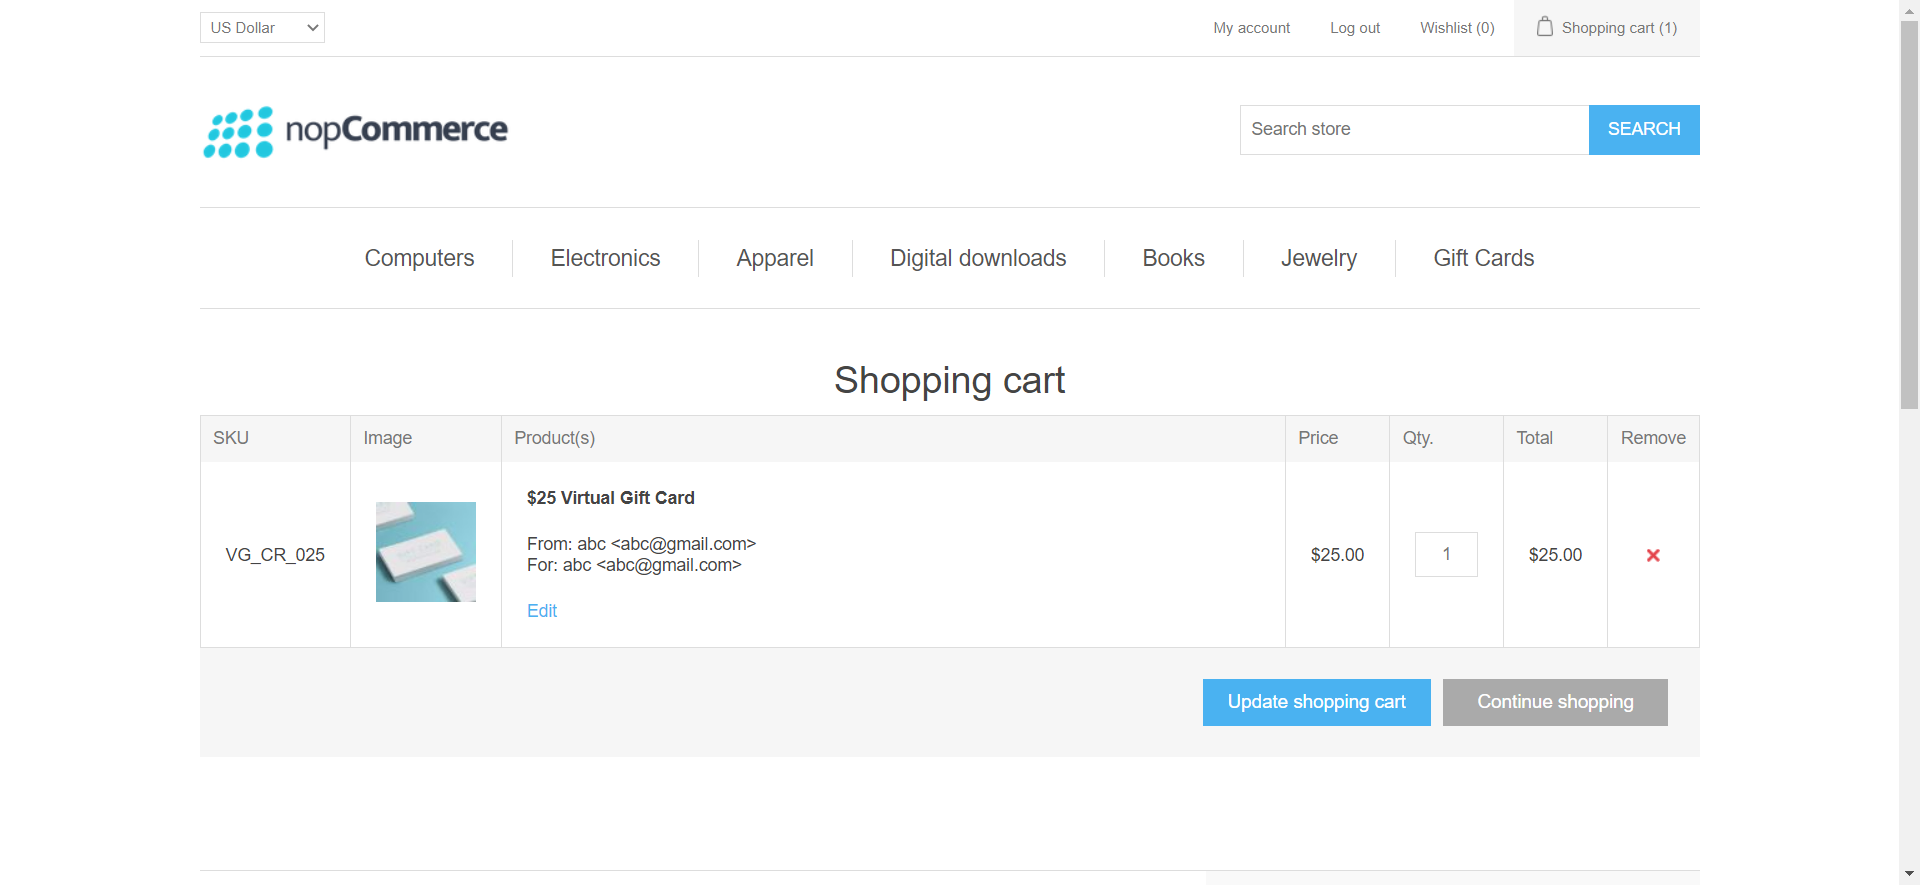 US Dollar
My account
Log out
Wishlist (0)
Shopping cart (1)
nopCommerce
Search store
SEARCH
Computers
Electronics
Apparel
Digital downloads
Books
Jewelry
Gift Cards
Shopping cart
SKU Image Product(s) Price Qty. Total Remove
$25 Virtual Gift Card
From: abc <abc@gmail.com>
VG_CR_025 $25.00 1 $25.00
For: abc <abc@gmail.com>
Edit
Update shopping cart
Continue shopping